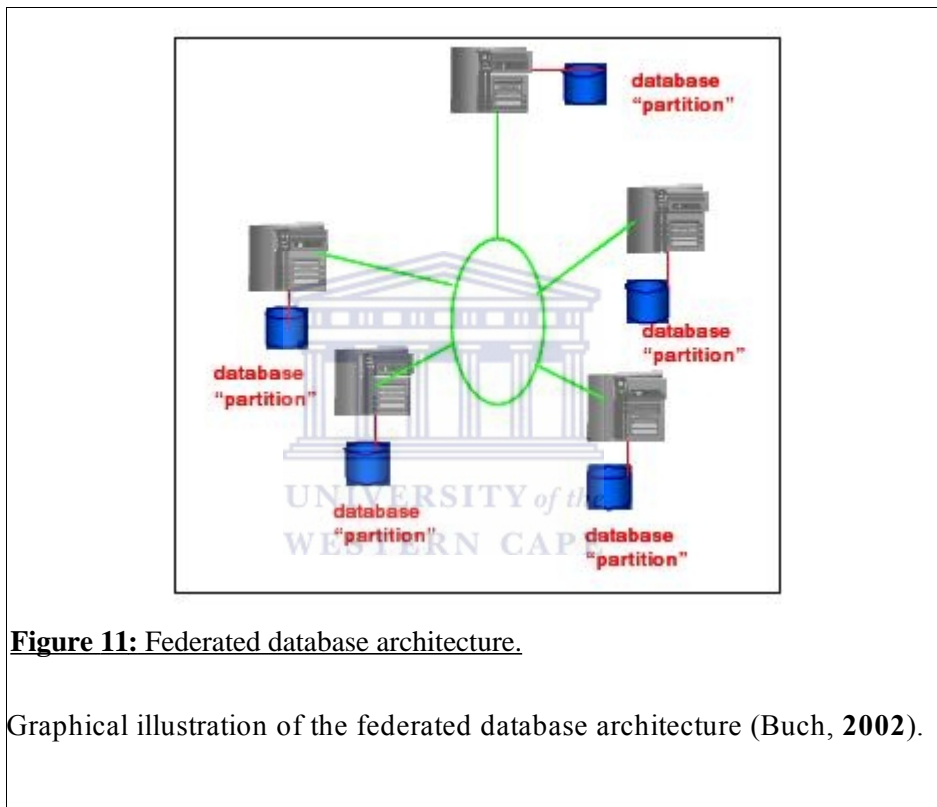 database
“partition”
database
“partition”
database
“partition”
database
“partition”
database
“partition”
UNIVERSITY of the
WESTERN CAPE
Figure 11: Federated database architecture.
Graphical illustration of the federated database architecture (Buch, 2002).